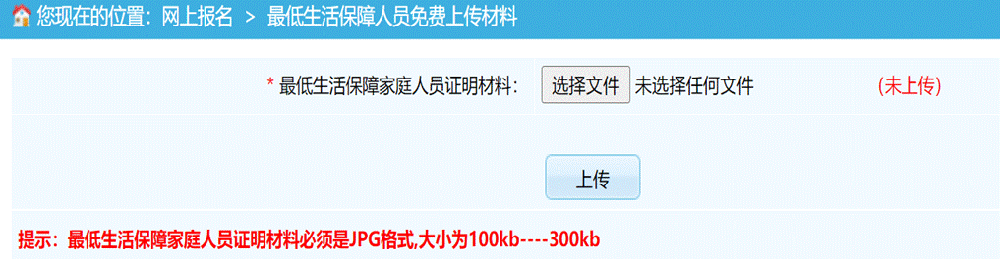 您现在的位置：网上报名 > 最低生活保障人员免费上传材料
* 最低生活保障家庭人员证明材料： 选择文件 未选择任何文件 (未上传)
上传
提示：最低生活保障家庭人员证明材料必须是JPG格式,大小为100kb----300kb